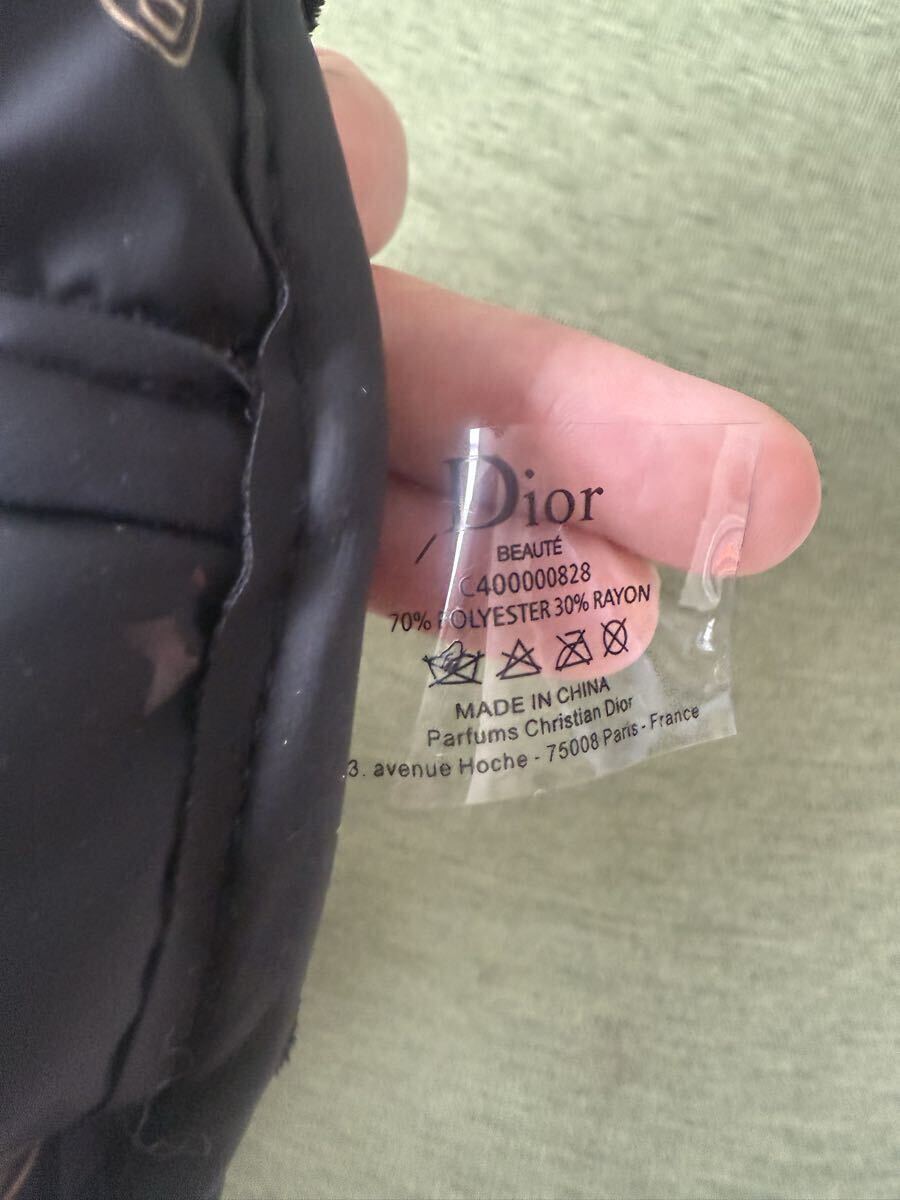 Dior
BEAUTÉ
C400000828
70% POLYESTER 30% RAYON
MADE IN CHINA
Parfums Christian Dior
3. avenue Hoche - 75008 Paris - France